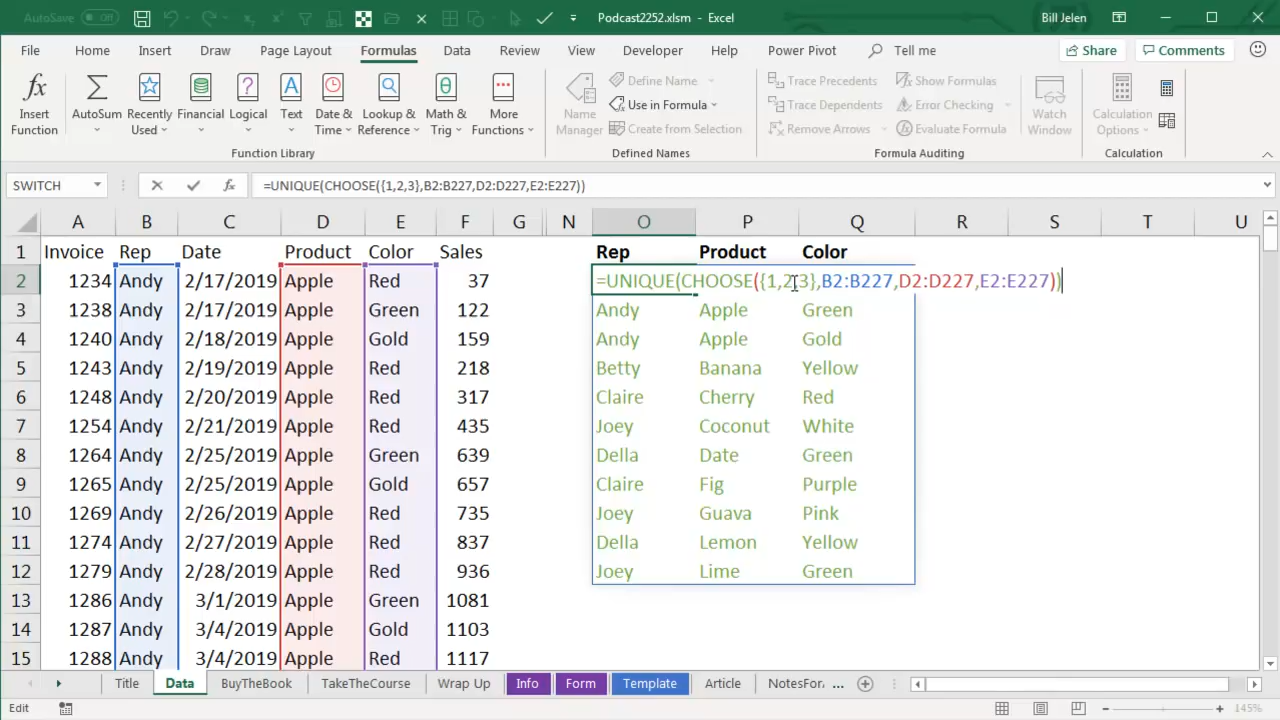 AutoSave Off Podcast2252.xlsm - Excel Bill Jelen
File Home Insert Draw Page Layout Formulas Data Review View Developer Help Power Pivot Tell me Share Comments
Insert Function AutoSum Recently Used Financial Logical Text Date & Time Lookup & Reference Math & Trig More Functions
Name Manager Define Name Use in Formula Create from Selection
Trace Precedents Trace Dependents Remove Arrows Show Formulas Error Checking Evaluate Formula
Watch Window Calculation Options
Function Library Defined Names Formula Auditing Calculation
SWITCH fx =UNIQUE(CHOOSE({1,2,3},B2:B227,D2:D227,E2:E227))
A B C D E F G N O P Q R S T U
1 Invoice Rep Date Product Color Sales Rep Product Color
2 1234 Andy 2/17/2019 Apple Red 37 =UNIQUE(CHOOSE({1,2,3},B2:B227,D2:D227,E2:E227))
3 1238 Andy 2/17/2019 Apple Green 122 Andy Apple Green
4 1240 Andy 2/18/2019 Apple Gold 159 Andy Apple Gold
5 1243 Andy 2/19/2019 Apple Red 218 Betty Banana Yellow
6 1248 Andy 2/20/2019 Apple Red 317 Claire Cherry Red
7 1254 Andy 2/21/2019 Apple Red 435 Joey Coconut White
8 1264 Andy 2/25/2019 Apple Green 639 Della Date Green
9 1265 Andy 2/25/2019 Apple Gold 657 Claire Fig Purple
10 1269 Andy 2/26/2019 Apple Red 735 Joey Guava Pink
11 1274 Andy 2/27/2019 Apple Red 837 Della Lemon Yellow
12 1279 Andy 2/28/2019 Apple Red 936 Joey Lime Green
13 1286 Andy 3/1/2019 Apple Green 1081
14 1287 Andy 3/4/2019 Apple Gold 1103
15 1288 Andy 3/4/2019 Apple Red 1117
Title Data BuyTheBook TakeTheCourse Wrap Up Info Form Template Article NotesFor ...
Edit 145%